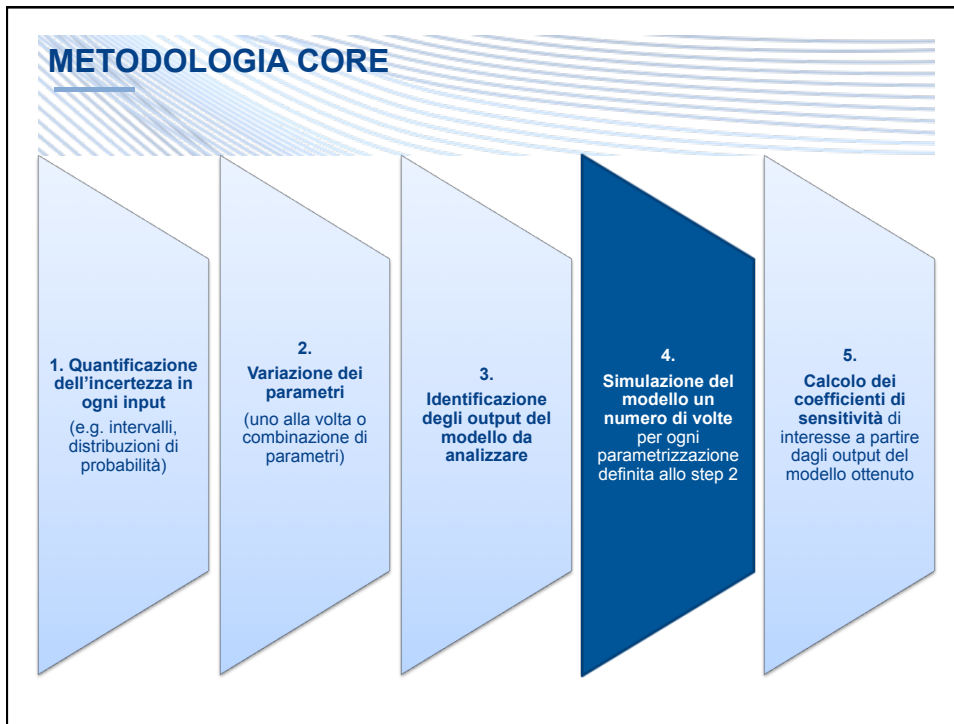 METODOLOGIA CORE
1. Quantificazione
dell'incertezza in
ogni input
(e.g. intervalli,
distribuzioni di
probabilità)
2.
Variazione dei
parametri
(uno alla volta o
combinazione di
parametri)
3.
Identificazione
degli output del
modello da
analizzare
4.
Simulazione del
modello un
numero di volte
per ogni
parametrizzazione
definita allo step 2
5.
Calcolo dei
coefficienti di
sensitività di
interesse a partire
dagli output del
modello ottenuto